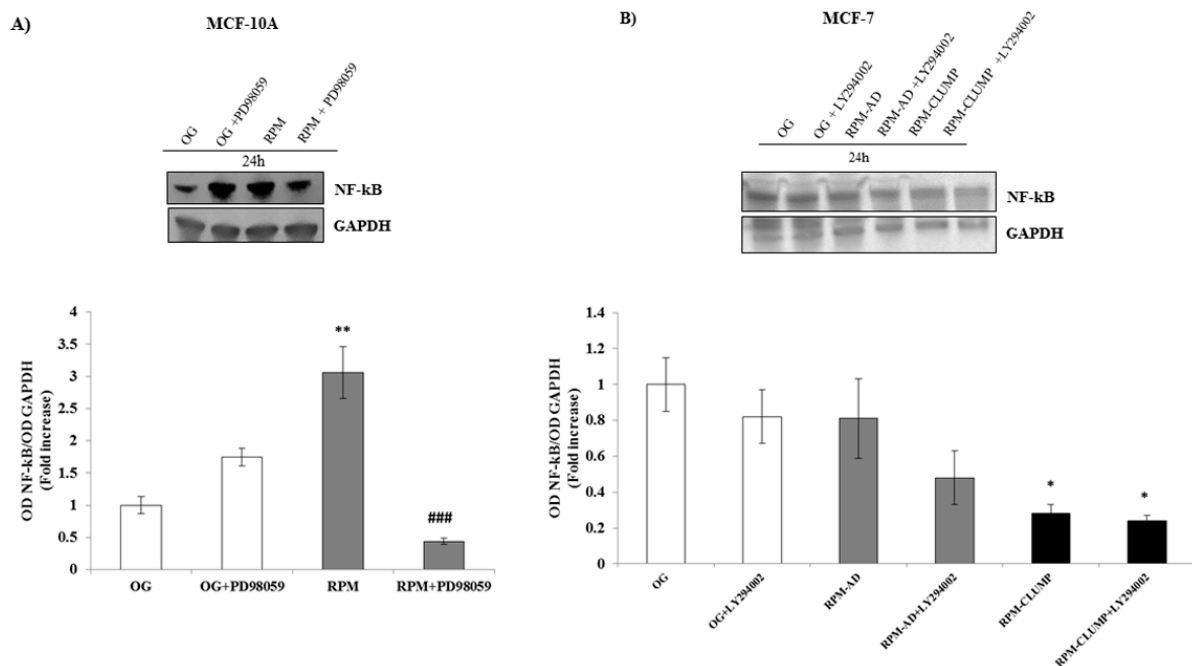 A)
MCF-10A
OG
OG +PD98059
RPM
RPM + PD98059
24h
NF-kB
GAPDH
OD NF-kB/OD GAPDH
(Fold increase)
4
3.5
3
2.5
2
1.5
1
0.5
0
**
###
OG
OG+PD98059
RPM
RPM+PD98059
B)
MCF-7
OG
OG + LY294002
RPM-AD
RPM-AD +LY294002
RPM-CLUMP
RPM-CLUMP +LY294002
24h
NF-kB
GAPDH
OD NF-kB/OD GAPDH
(Fold increase)
1.4
1.2
1
0.8
0.6
0.4
0.2
0
*
*
OG
OG+LY294002
RPM-AD
RPM-AD+LY294002
RPM-CLUMP
RPM-CLUMP+LY294002